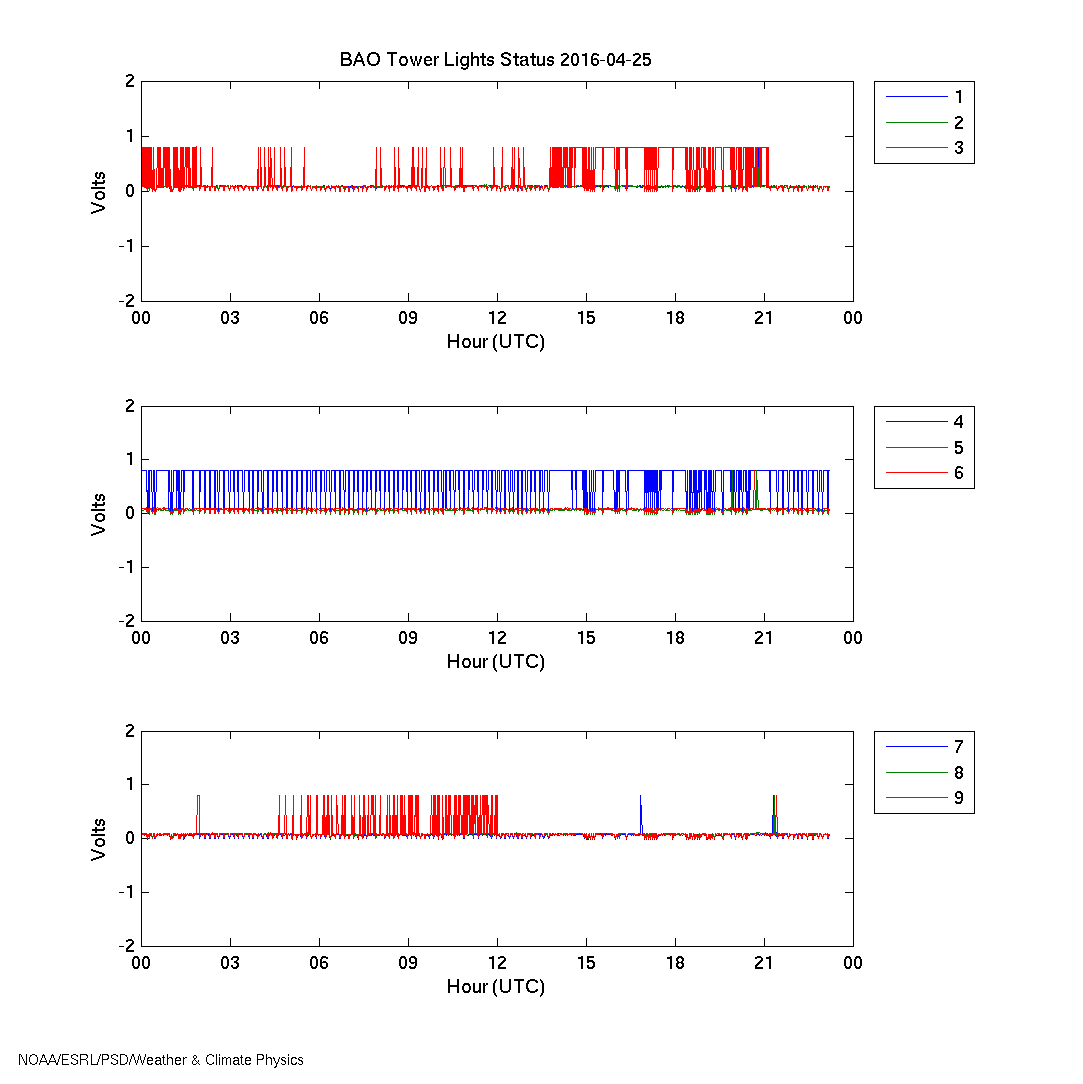 BAO Tower Lights Status 2016-04-25
2
1
0
-1
-2
Volts
00 03 06 09 12 15 18 21 00
Hour (UTC)
1
2
3
2
1
0
-1
-2
Volts
00 03 06 09 12 15 18 21 00
Hour (UTC)
4
5
6
2
1
0
-1
-2
Volts
00 03 06 09 12 15 18 21 00
Hour (UTC)
7
8
9
NOAA/ESRL/PSD/Weather & Climate Physics